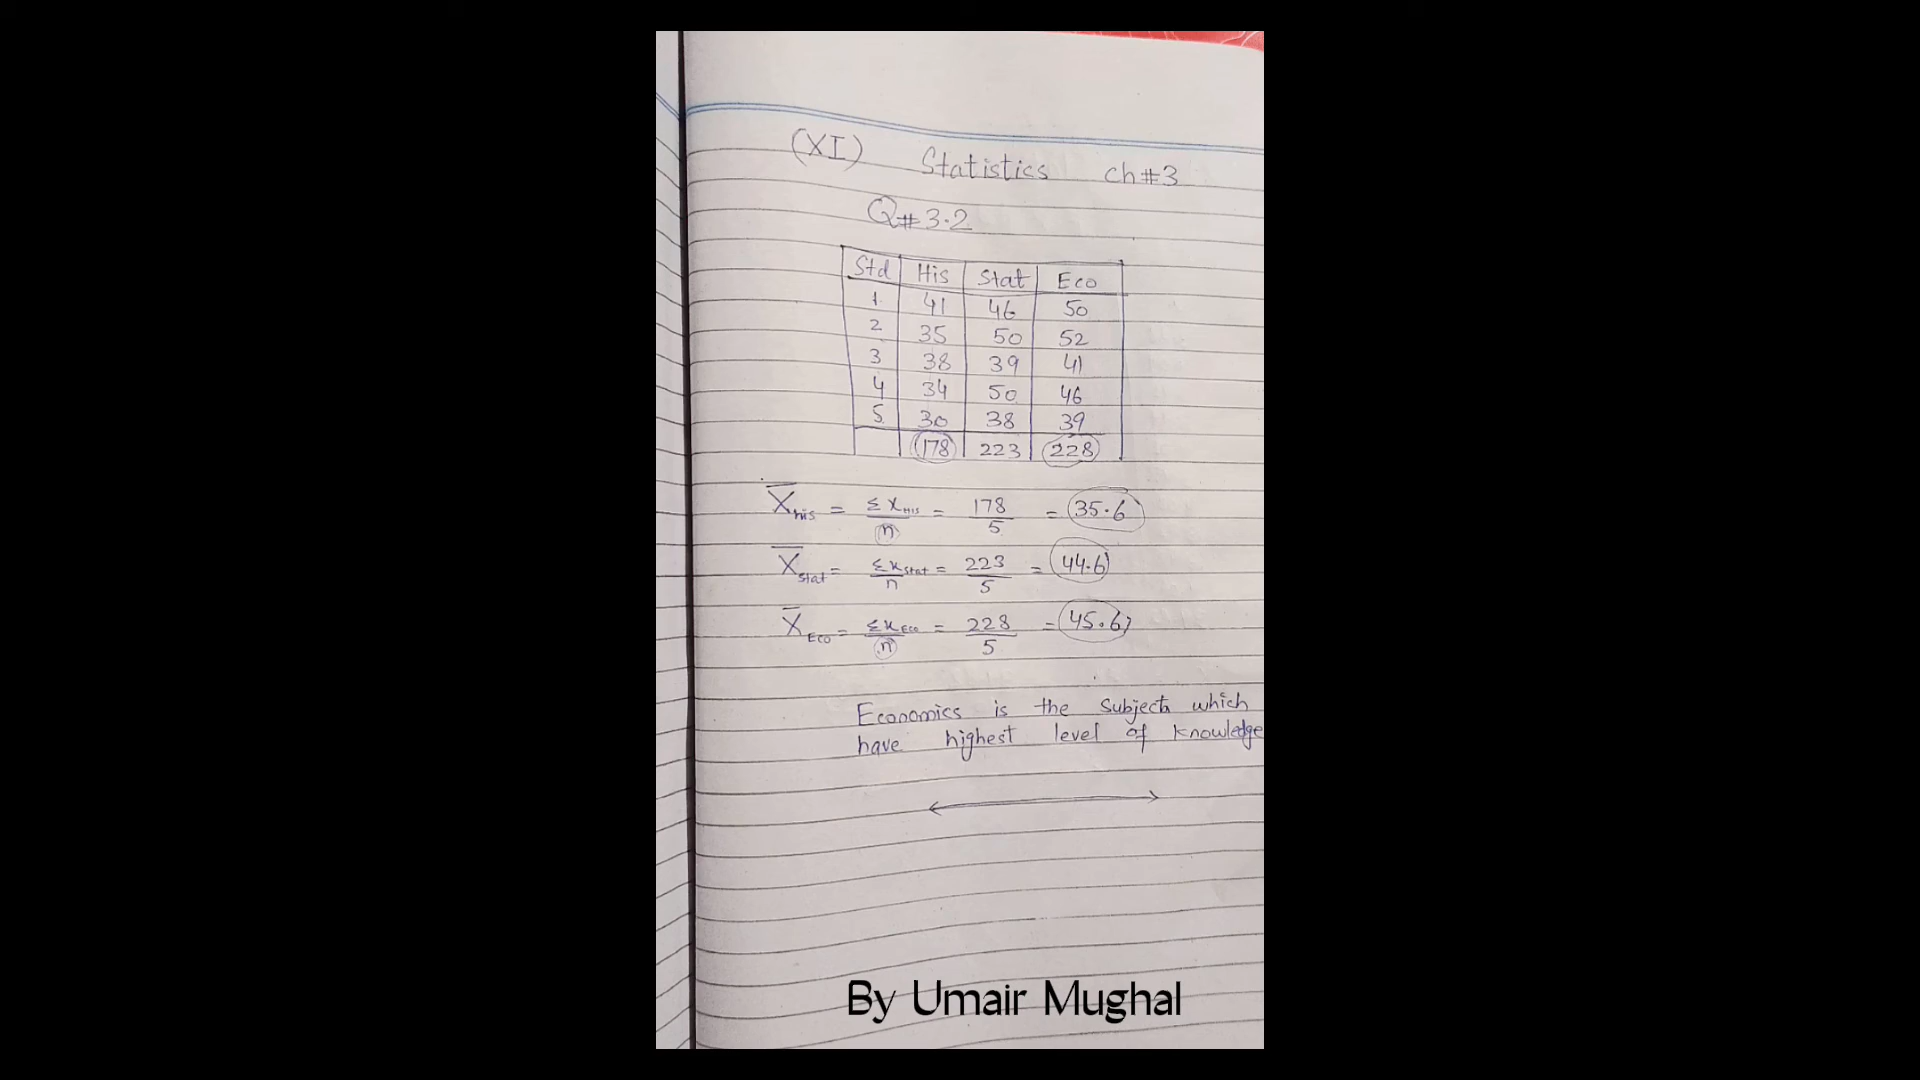 (XI) Statistics ch#3
Q#3.2
Std His Stat Eco
1 41 46 50
2 35 50 52
3 38 39 41
4 34 50 46
5 30 38 39
178 223 228
X̄his = ΣxHis/n = 178/5 = 35.6
X̄stat = Σxstat/n = 223/5 = 44.6
X̄Eco = ΣxEco/n = 228/5 = 45.6
Economics is the subject which
have highest level of knowledge
By Umair Mughal